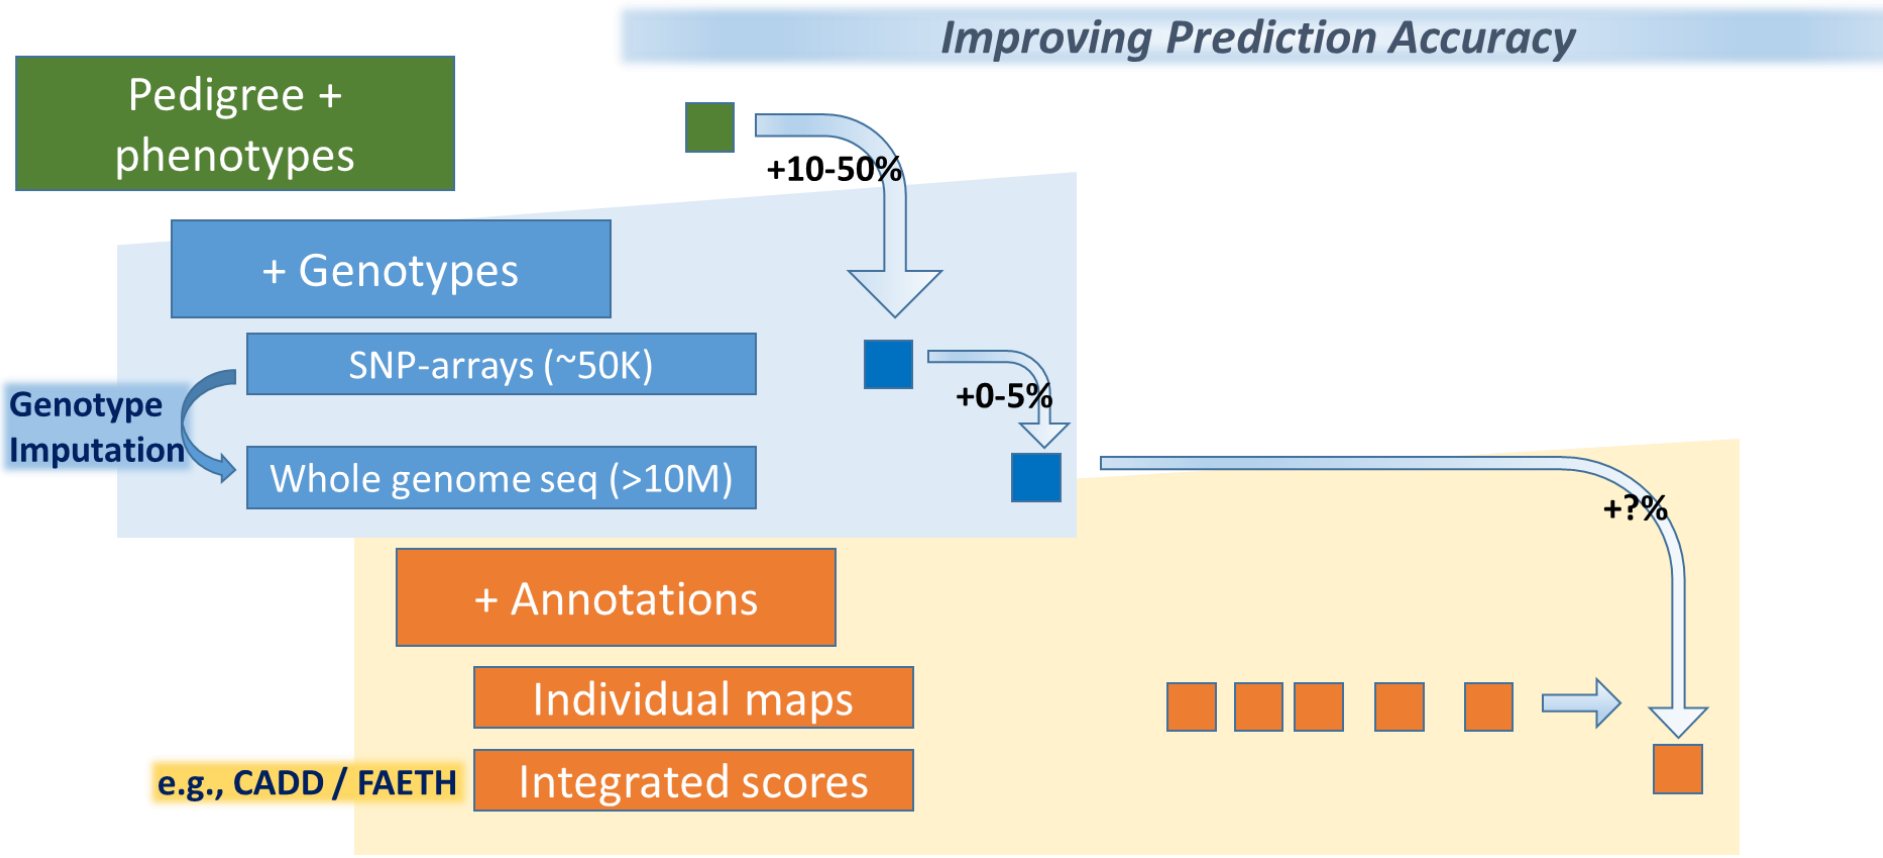 Improving Prediction Accuracy
Pedigree +
phenotypes
+10-50%
+ Genotypes
SNP-arrays (~50K)
Genotype
Imputation
+0-5%
Whole genome seq (>10M)
+?%
+ Annotations
Individual maps
e.g., CADD / FAETH
Integrated scores